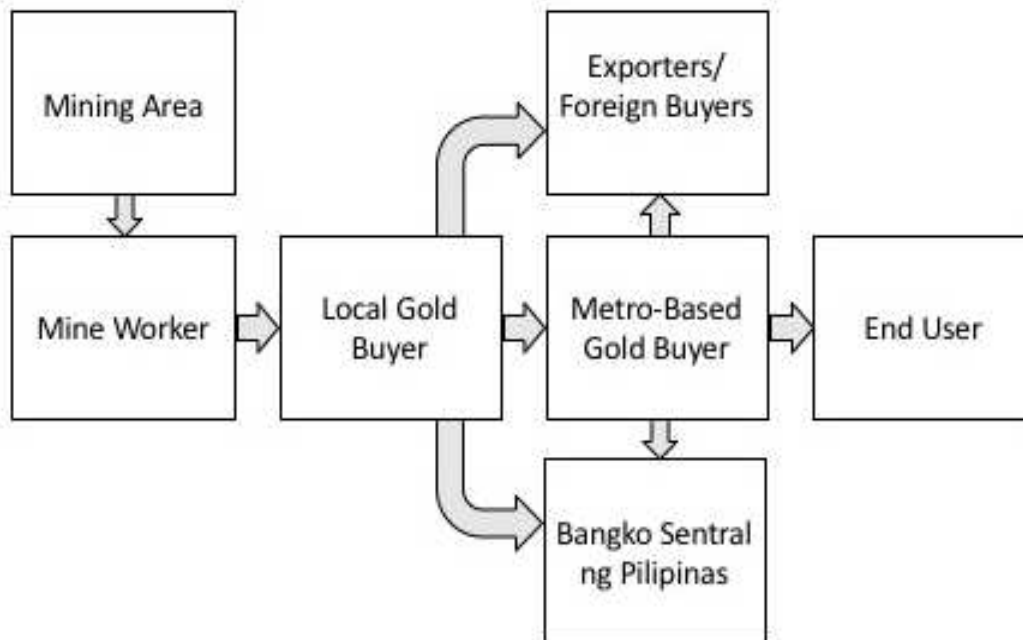 Mining Area
Exporters/
Foreign Buyers
Mine Worker
Local Gold
Buyer
Metro-Based
Gold Buyer
End User
Bangko Sentral
ng Pilipinas